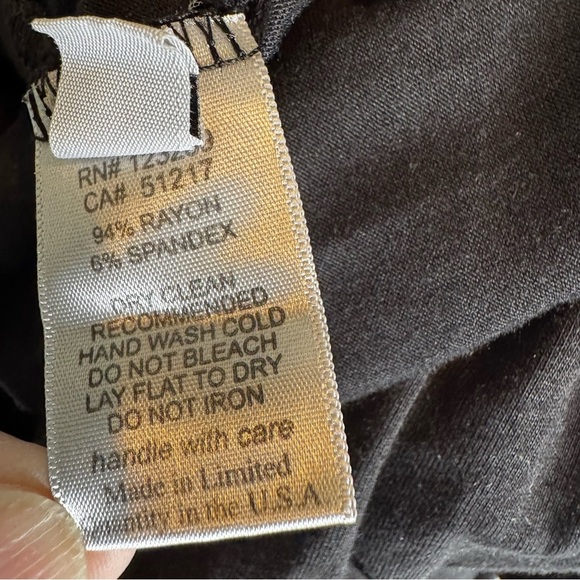 RN#
CA# 51217
94% RAYON
6% SPANDEX
DRY CLEAN
RECOMMENDED
HAND WASH COLD
DO NOT BLEACH
LAY FLAT TO DRY
DO NOT IRON
handle with care
Made in Limited
in the U.S.A